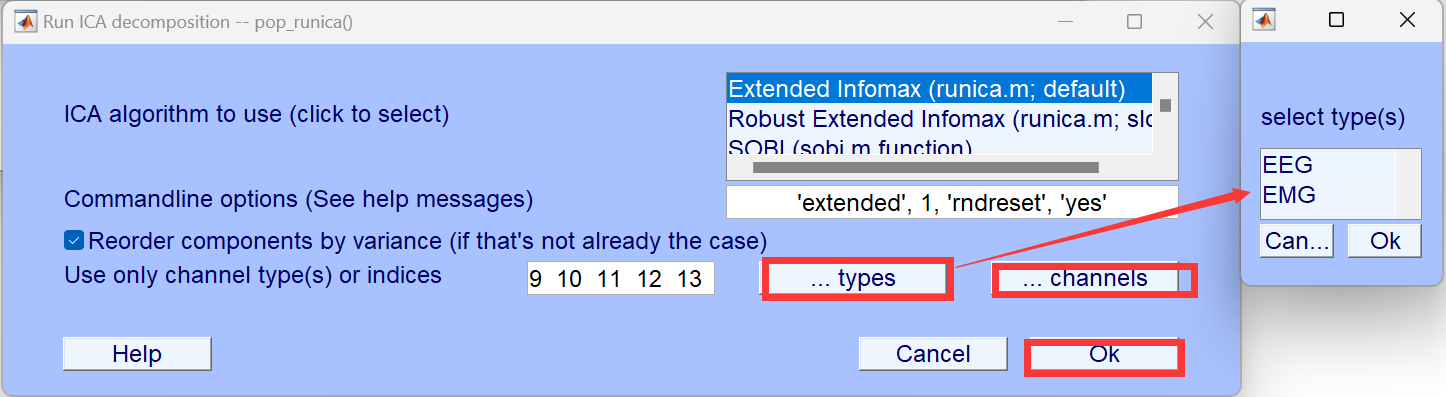 Run ICA decomposition -- pop_runica()
ICA algorithm to use (click to select)
Extended Infomax (runica.m; default)
Robust Extended Infomax (runica.m; slo
SOBI (sobi.m function)
Commandline options (See help messages)
'extended', 1, 'rndreset', 'yes'
Reorder components by variance (if that's not already the case)
Use only channel type(s) or indices
9 10 11 12 13
... types
... channels
Help
Cancel
Ok
select type(s)
EEG
EMG
Can...
Ok